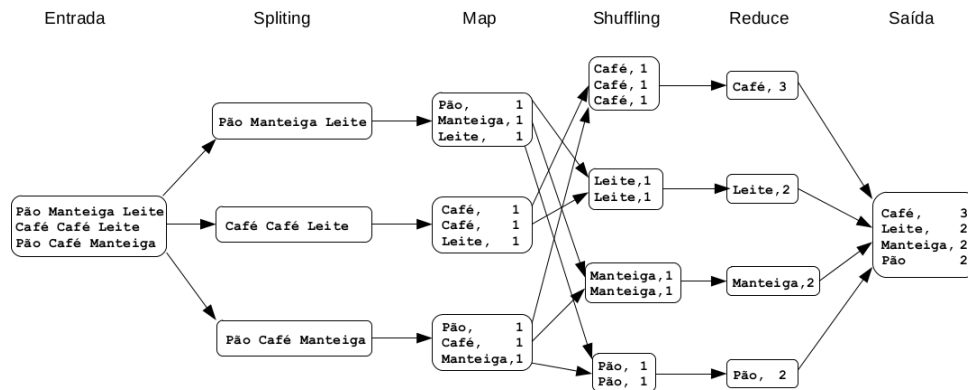 Entrada
Spliting
Map
Shuffling
Reduce
Saída
Pão Manteiga Leite
Café Café Leite
Pão Café Manteiga
Pão Manteiga Leite
Café Café Leite
Pão Café Manteiga
Pão, 1
Manteiga,1
Leite, 1
Café, 1
Café, 1
Leite, 1
Pão, 1
Café, 1
Manteiga,1
Café, 1
Café, 1
Café, 1
Leite,1
Leite,1
Manteiga,1
Manteiga,1
Pão, 1
Pão, 1
Café, 3
Leite,2
Manteiga,2
Pão, 2
Café, 3
Leite, 2
Manteiga,2
Pão 2